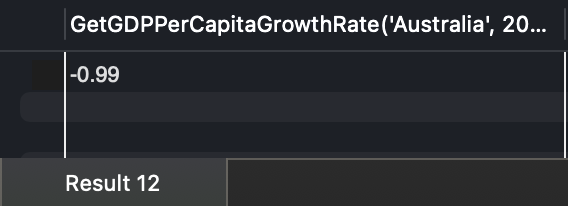 GetGDPPerCapitaGrowthRate('Australia', 20...
-0.99
Result 12